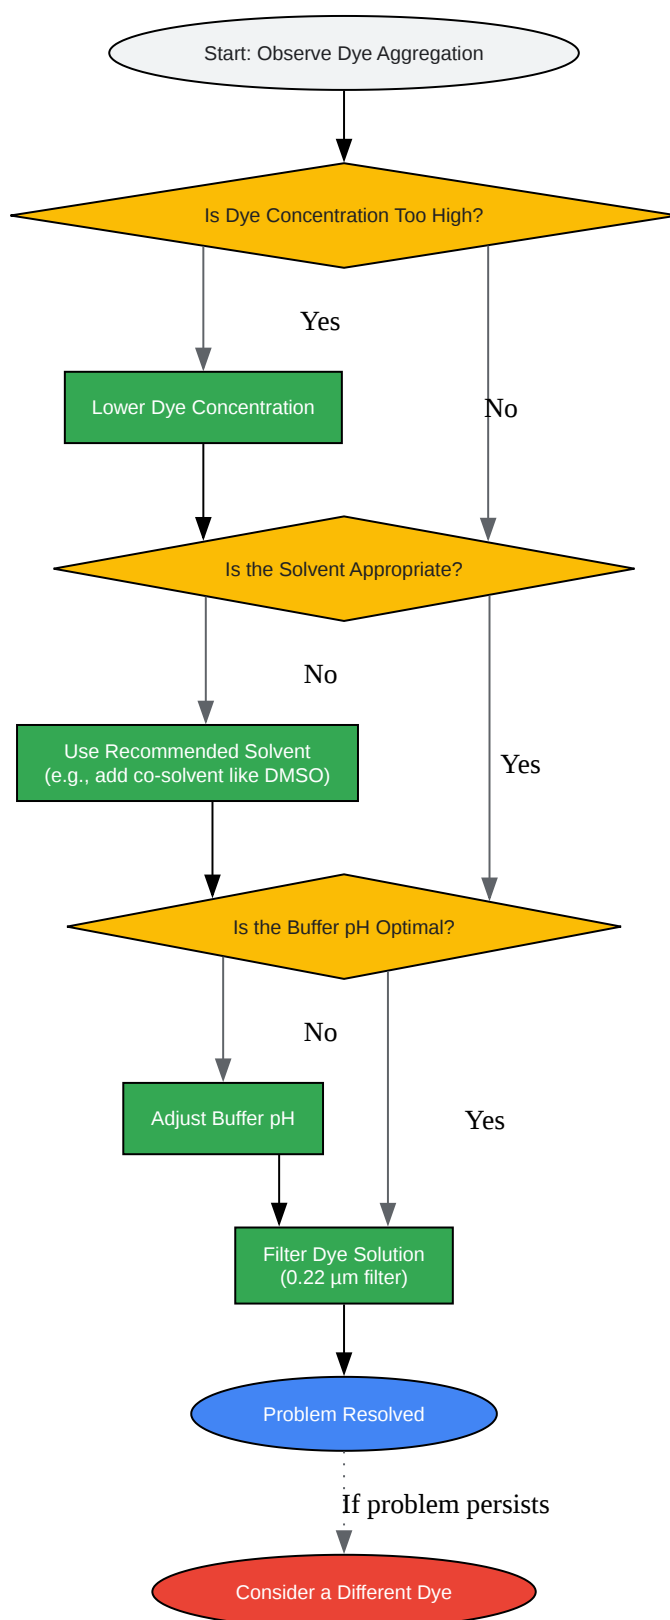 Start: Observe Dye Aggregation
Is Dye Concentration Too High?
Yes
Lower Dye Concentration
No
Is the Solvent Appropriate?
No
Use Recommended Solvent
(e.g., add co-solvent like DMSO)
Yes
Is the Buffer pH Optimal?
No
Adjust Buffer pH
Yes
Filter Dye Solution
(0.22 µm filter)
Problem Resolved
If problem persists
Consider a Different Dye